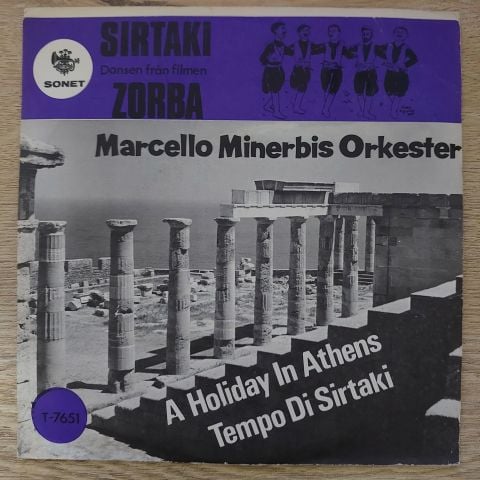 SIRTAKI
Dansen från filmen
ZORBA
SONET
Marcello Minerbis Orkester
A Holiday In Athens
Tempo Di Sirtaki
T-7651